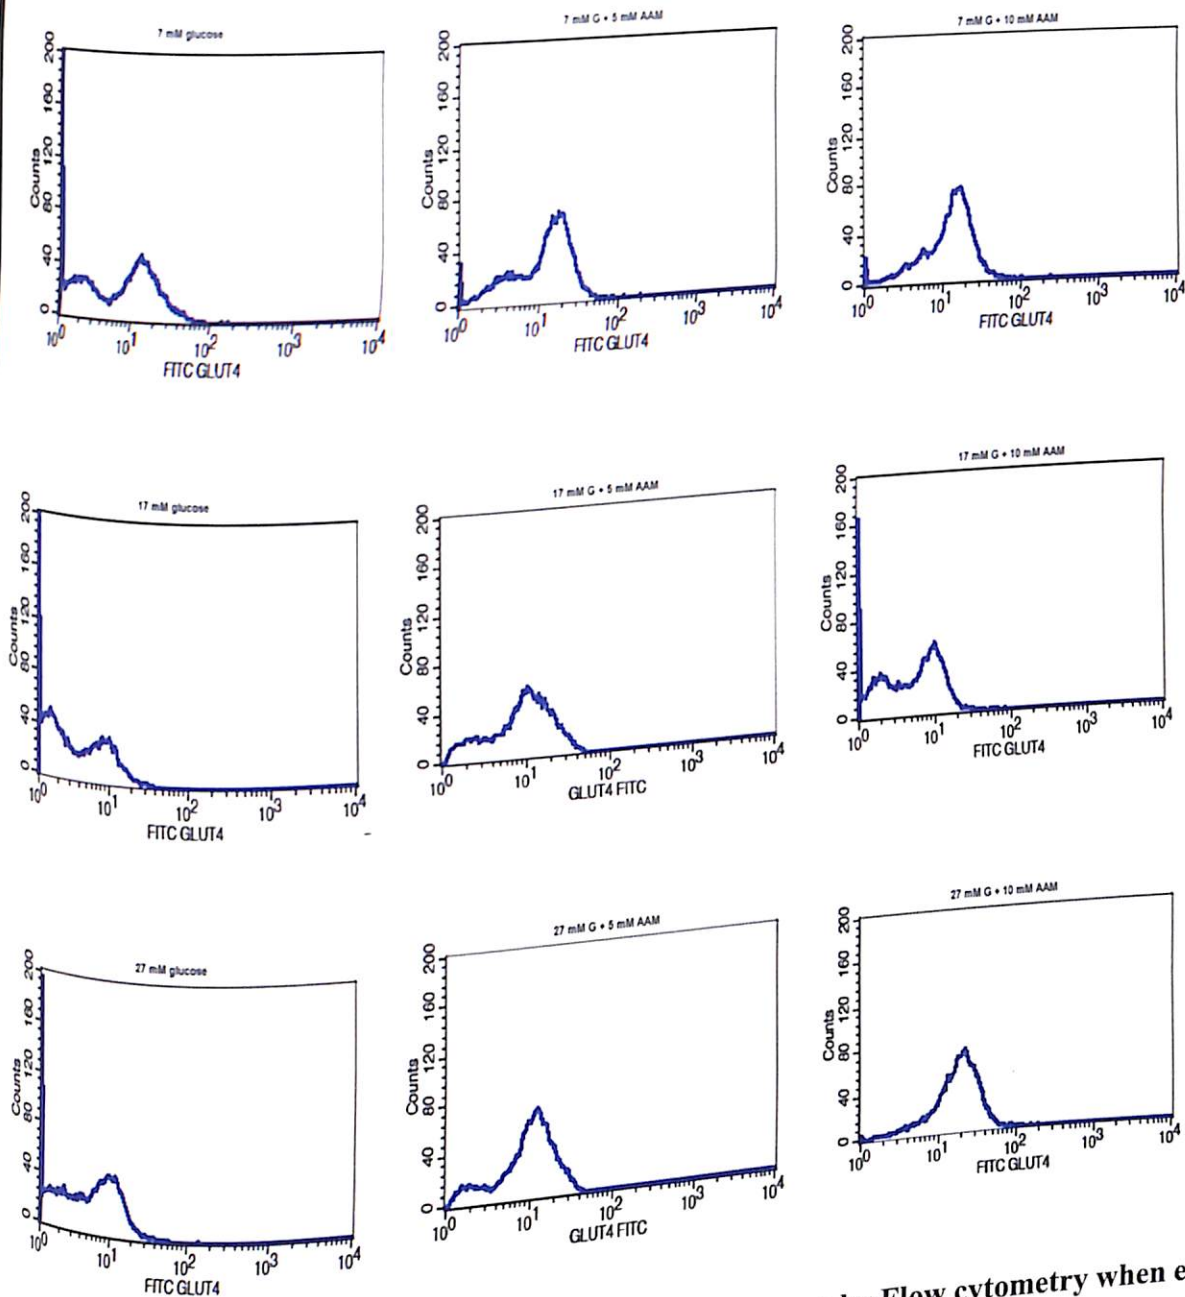 7 mM glucose
200
160
120
80
40
0
Counts
10^0 10^1 10^2 10^3 10^4
FITC GLUT4
7 mM G + 5 mM AAM
200
160
120
80
40
0
Counts
10^0 10^1 10^2 10^3 10^4
FITC GLUT4
7 mM G + 10 mM AAM
200
160
120
80
40
0
Counts
10^0 10^1 10^2 10^3 10^4
FITC GLUT4
17 mM glucose
200
160
120
80
40
0
Counts
10^0 10^1 10^2 10^3 10^4
FITC GLUT4
17 mM G + 5 mM AAM
200
160
120
80
40
0
Counts
10^0 10^1 10^2 10^3 10^4
GLUT4 FITC
17 mM G + 10 mM AAM
200
160
120
80
40
0
Counts
10^0 10^1 10^2 10^3 10^4
FITC GLUT4
27 mM glucose
200
160
120
80
40
0
Counts
10^0 10^1 10^2 10^3 10^4
FITC GLUT4
27 mM G + 5 mM AAM
200
160
120
80
40
0
Counts
10^0 10^1 10^2 10^3 10^4
GLUT4 FITC
27 mM G + 10 mM AAM
200
160
120
80
40
0
Counts
10^0 10^1 10^2 10^3 10^4
FITC GLUT4
Flow cytometry when